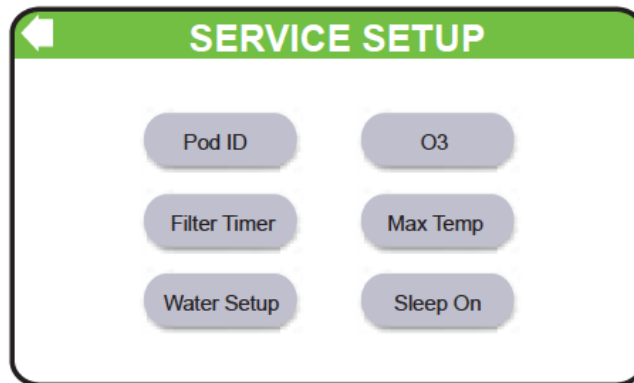 SERVICE SETUP
Pod ID
O3
Filter Timer
Max Temp
Water Setup
Sleep On